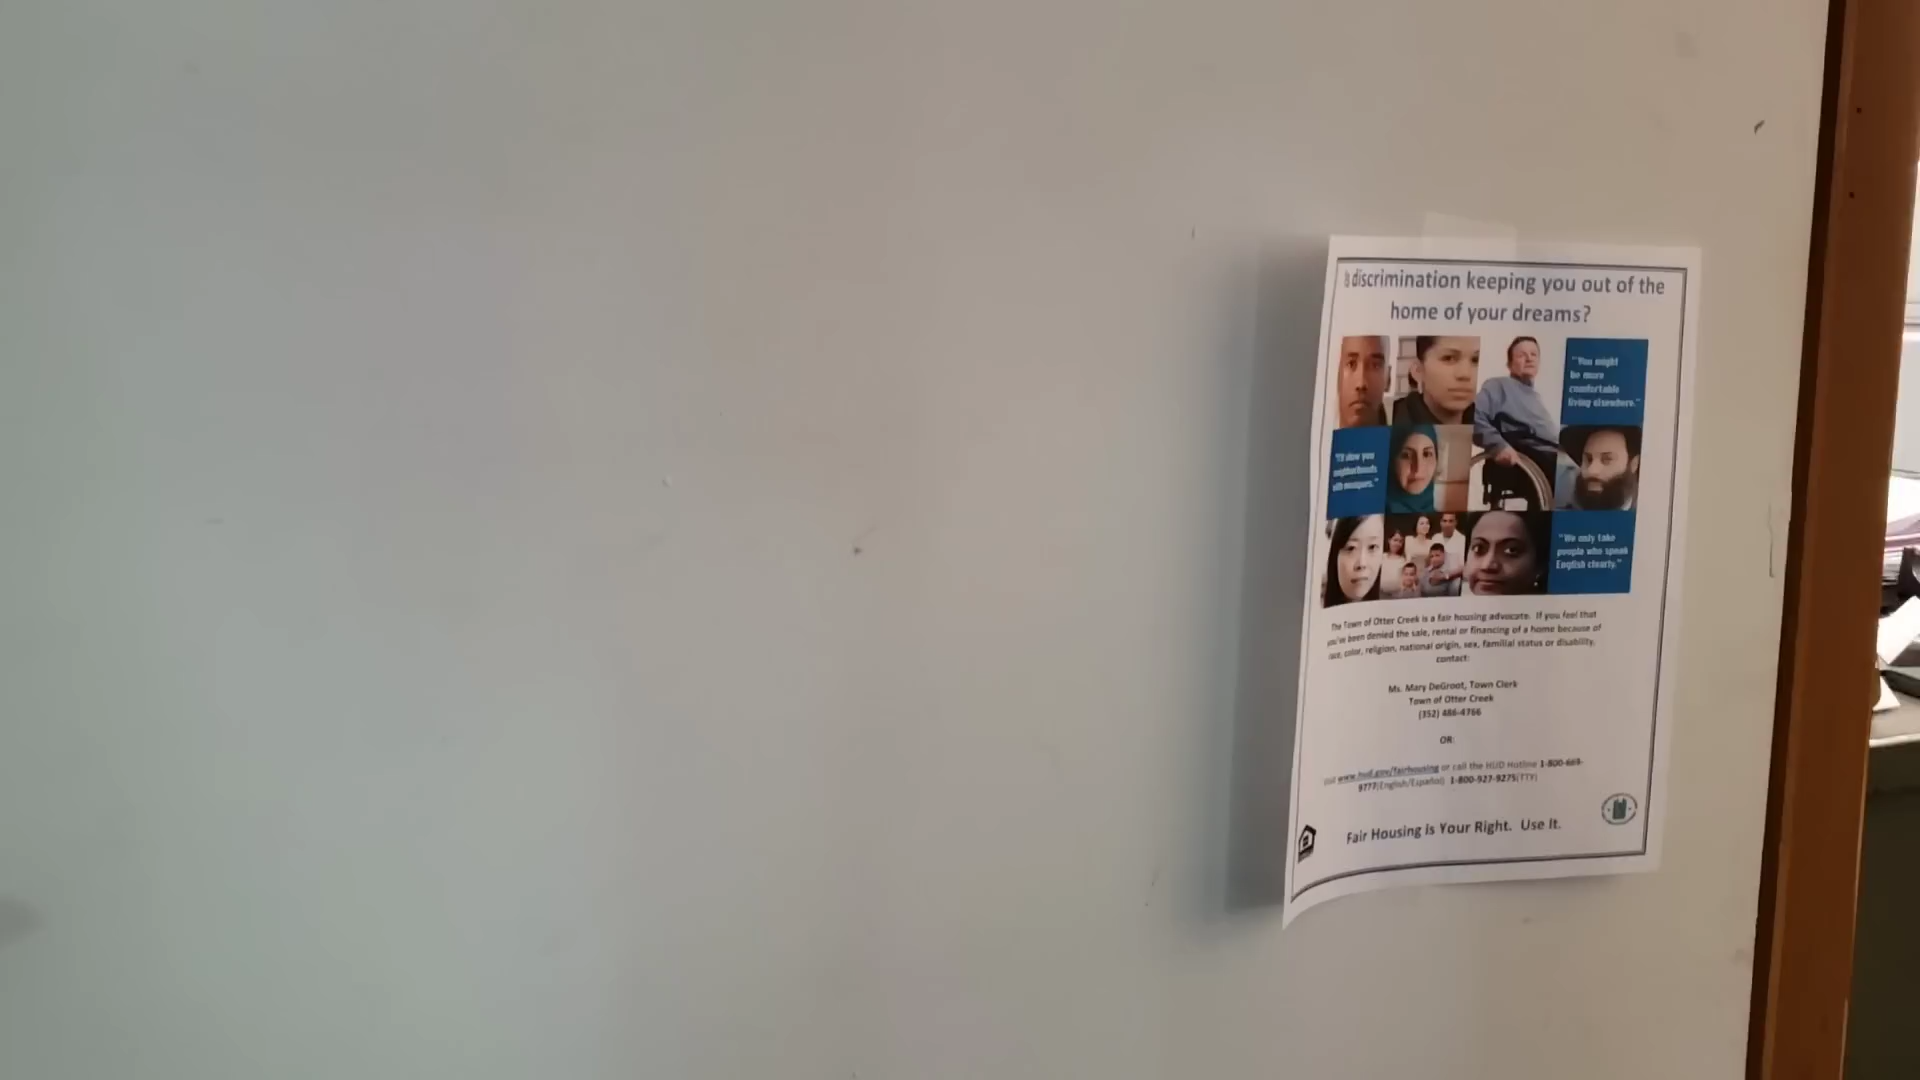 Is discrimination keeping you out of the
home of your dreams?
"You might
be more
comfortable
living elsewhere."
"I'll show you
neighborhoods
with mosques."
"We only take
people who speak
English clearly."
The Town of Otter Creek is a fair housing advocate. If you feel that
you've been denied the sale, rental or financing of a home because of
race, color, religion, national origin, sex, familial status or disability,
contact:
Ms. Mary DeGroot, Town Clerk
Town of Otter Creek
(352) 486-4766
OR:
visit www.hud.gov/fairhousing or call the HUD Hotline 1-800-669-
9777(English/Español) 1-800-927-9275(TTY)
Fair Housing is Your Right. Use It.